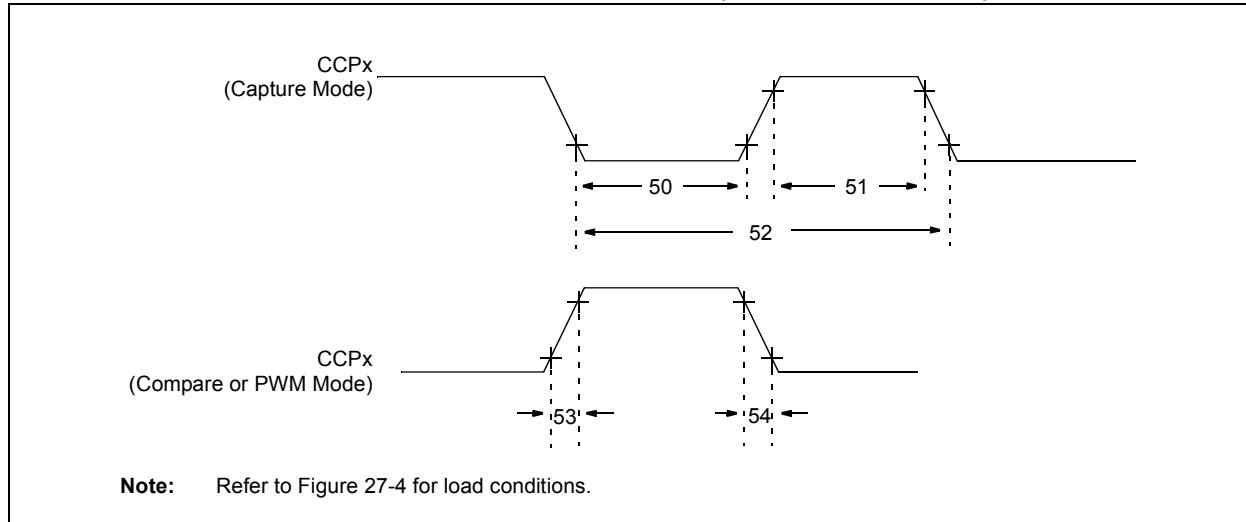 CCPx
(Capture Mode)
50
51
52
CCPx
(Compare or PWM Mode)
53
54
Note: Refer to Figure 27-4 for load conditions.